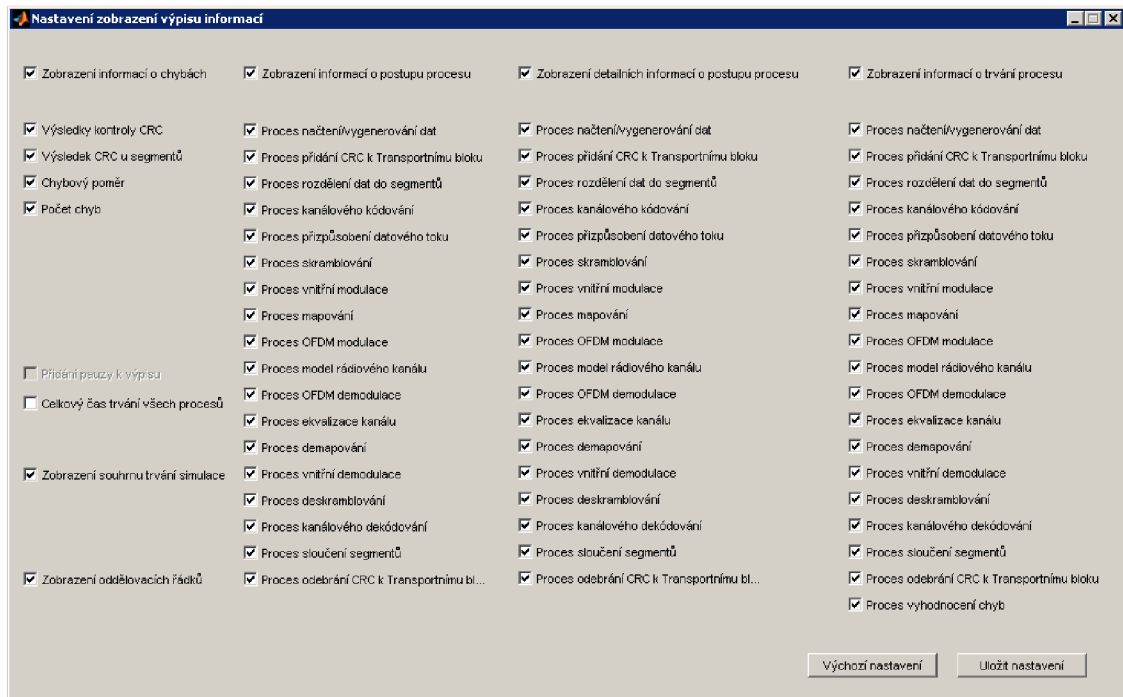 Nastavení zobrazení výpisu informací
Zobrazení informací o chybách
Zobrazení informací o postupu procesu
Zobrazení detailních informací o postupu procesu
Zobrazení informací o trvání procesu
Výsledky kontroly CRC
Výsledek CRC u segmentů
Chybový poměr
Počet chyb
Přidání pauzy k výpisu
Celkový čas trvání všech procesů
Zobrazení souhrnu trvání simulace
Zobrazení oddělovacích řádků
Proces načtení/vygenerování dat
Proces přidání CRC k Transportnímu bloku
Proces rozdělení dat do segmentů
Proces kanálového kódování
Proces přizpůsobení datového toku
Proces skramblování
Proces vnitřní modulace
Proces mapování
Proces OFDM modulace
Proces model rádiového kanálu
Proces OFDM demodulace
Proces ekvalizace kanálu
Proces demapování
Proces vnitřní demodulace
Proces deskramblování
Proces kanálového dekódování
Proces sloučení segmentů
Proces odebrání CRC k Transportnímu bl...
Proces načtení/vygenerování dat
Proces přidání CRC k Transportnímu bloku
Proces rozdělení dat do segmentů
Proces kanálového kódování
Proces přizpůsobení datového toku
Proces skramblování
Proces vnitřní modulace
Proces mapování
Proces OFDM modulace
Proces model rádiového kanálu
Proces OFDM demodulace
Proces ekvalizace kanálu
Proces demapování
Proces vnitřní demodulace
Proces deskramblování
Proces kanálového dekódování
Proces sloučení segmentů
Proces odebrání CRC k Transportnímu bl...
Proces načtení/vygenerování dat
Proces přidání CRC k Transportnímu bloku
Proces rozdělení dat do segmentů
Proces kanálového kódování
Proces přizpůsobení datového toku
Proces skramblování
Proces vnitřní modulace
Proces mapování
Proces OFDM modulace
Proces model rádiového kanálu
Proces OFDM demodulace
Proces ekvalizace kanálu
Proces demapování
Proces vnitřní demodulace
Proces deskramblování
Proces kanálového dekódování
Proces sloučení segmentů
Proces odebrání CRC k Transportnímu bloku
Proces vyhodnocení chyb
Výchozí nastavení
Uložit nastavení